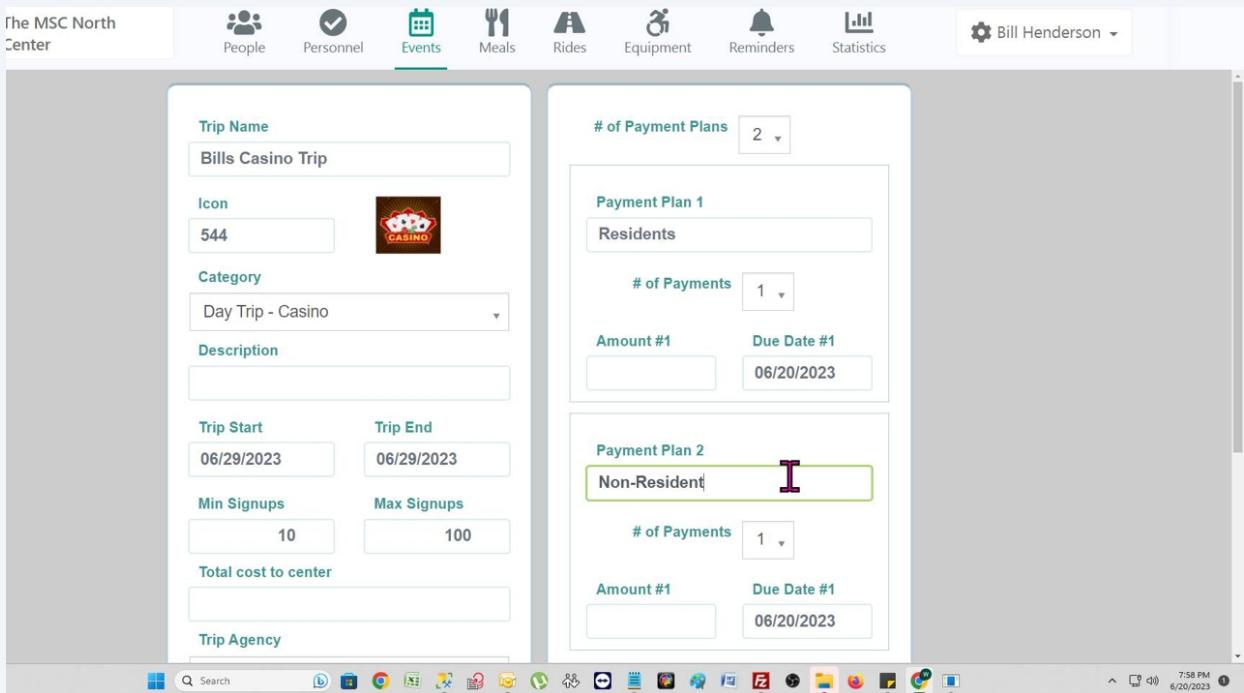 The MSC North
Center
People
Personnel
Events
Meals
Rides
Equipment
Reminders
Statistics
Bill Henderson
Trip Name
Bills Casino Trip
Icon
544
CASINO
Category
Day Trip - Casino
Description
Trip Start
Trip End
06/29/2023
06/29/2023
Min Signups
Max Signups
10
100
Total cost to center
Trip Agency
# of Payment Plans
2
Payment Plan 1
Residents
# of Payments
1
Amount #1
Due Date #1
06/20/2023
Payment Plan 2
Non-Resident
# of Payments
1
Amount #1
Due Date #1
06/20/2023
Search
7:58 PM
6/20/2023